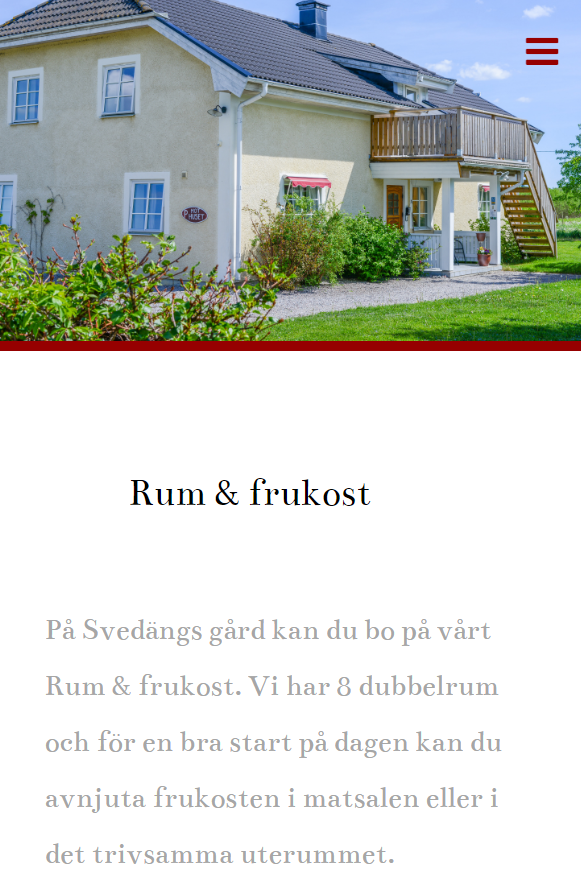 HUSET
Rum & frukost
På Svedängs gård kan du bo på vårt
Rum & frukost. Vi har 8 dubbelrum
och för en bra start på dagen kan du
avnjuta frukosten i matsalen eller i
det trivsamma uterummet.